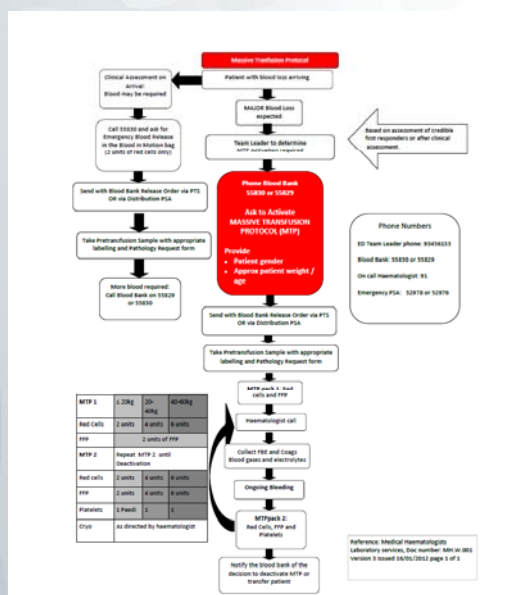 Massive Tranfusion Protocol
Patient with blood loss arriving
Clinical Assessment on
Arrival:
Blood may be required
MAJOR Blood Loss
expected
Call 55830 and ask for
Emergency Blood Release
in the Blood in Motion bag
(2 units of red cells only)
Team Leader to determine
MTP activation required
Based on assessment of credible
first responders or after clinical
assessment.
Phone Blood Bank
55830 or 55829
Ask to Activate
MASSIVE TRANSFUSION
PROTOCOL (MTP)
Provide
• Patient gender
• Approx patient weight /
age
Send with Blood Bank Release Order via PTS
OR via Distribution PSA
Take Pretransfusion Sample with appropriate
labelling and Pathology Request form
More blood required:
Call Blood Bank on 55829
or 55830
Phone Numbers
ED Team Leader phone: 93456153
Blood Bank: 55830 or 55829
On call Haematologist: 91
Emergency PSA: 52978 or 52976
Send with Blood Bank Release Order via PTS
OR via Distribution PSA
Take Pretransfusion Sample with appropriate
labelling and Pathology Request form
MTP pack 1: Red
cells and FFP
Haematologist call
Collect FBE and Coags
Blood gases and electrolytes
Ongoing Bleeding
MTPpack 2:
Red Cells, FFP and
Platelets
Notify the blood bank of the
decision to deactivate MTP or
transfer patient
MTP 1 ≤ 20kg 20-40kg 40-60kg
Red Cells 2 units 4 units 6 units
FFP 2 units of FFP
MTP 2 Repeat MTP 2 until
Deactivation
Red cells 2 units 4 units 6 units
FFP 2 units 4 units 6 units
Platelets 1 Paedi 1 1
Cryo As directed by haematologist
Reference: Medical Haematologists
Laboratory services, Doc number: MH.W.001
Version 3 issued 16/01/2012 page 1 of 1